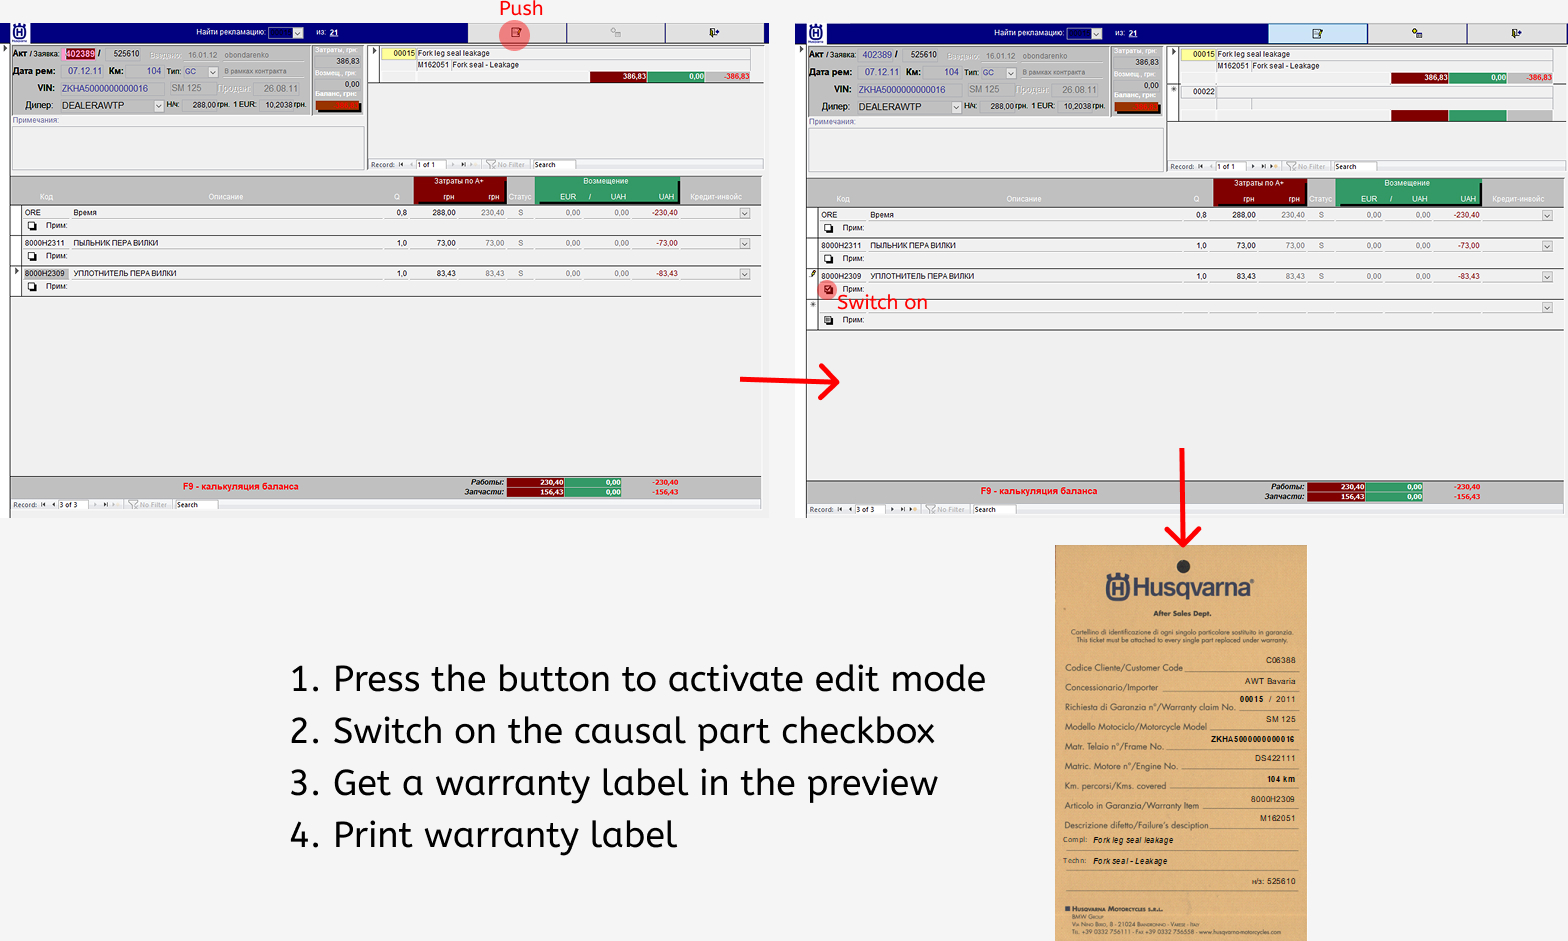 Push
Найти рекламацию:
из: 21
Акт / Заявка: 402389 / 525610 Введено: 16.01.12 obondarenko
Дата рем: 07.12.11 Км: 104 Тип: GC В рамках контракта
VIN: ZKHA5000000000016 SM 125 Продан: 26.08.11
Дилер: DEALERAWTP Н/ч: 288,00грн. 1 EUR: 10,2038грн.
Затраты, грн:
386,83
Возмещ., грн:
0,00
Баланс, грн:
Примечания:
00015 Fork leg seal leakage
M162051 Fork seal - Leakage
386,83 0,00 -386,83
Record: 1 of 1 No Filter Search
Затраты по А+ Возмещение
Код Описание Q грн грн Статус EUR / UAH UAH Кредит-инвойс
ORE Время 0,8 288,00 230,40 S 0,00 0,00 -230,40
Прим:
8000H2311 ПЫЛЬНИК ПЕРА ВИЛКИ 1,0 73,00 73,00 S 0,00 0,00 -73,00
Прим:
8000H2309 УПЛОТНИТЕЛЬ ПЕРА ВИЛКИ 1,0 83,43 83,43 S 0,00 0,00 -83,43
Прим:
F9 - калькуляция баланса
Работы: 230,40 0,00 -230,40
Запчасти: 156,43 0,00 -156,43
Record: 3 of 3 No Filter Search
Найти рекламацию:
из: 21
Акт / Заявка: 402389 / 525610 Введено: 16.01.12 obondarenko
Дата рем: 07.12.11 Км: 104 Тип: GC В рамках контракта
VIN: ZKHA5000000000016 SM 125 Продан: 26.08.11
Дилер: DEALERAWTP Н/ч: 288,00грн. 1 EUR: 10,2038грн.
Затраты, грн:
386,83
Возмещ., грн:
0,00
Баланс, грн:
Примечания:
00015 Fork leg seal leakage
M162051 Fork seal - Leakage
386,83 0,00 -386,83
00022
Record: 1 of 1 No Filter Search
Затраты по А+ Возмещение
Код Описание Q грн грн Статус EUR / UAH UAH Кредит-инвойс
ORE Время 0,8 288,00 230,40 S 0,00 0,00 -230,40
Прим:
8000H2311 ПЫЛЬНИК ПЕРА ВИЛКИ 1,0 73,00 73,00 S 0,00 0,00 -73,00
Прим:
8000H2309 УПЛОТНИТЕЛЬ ПЕРА ВИЛКИ 1,0 83,43 83,43 S 0,00 0,00 -83,43
Прим:
Switch on
Прим:
F9 - калькуляция баланса
Работы: 230,40 0,00 -230,40
Запчасти: 156,43 0,00 -156,43
Record: 3 of 3 No Filter Search
1. Press the button to activate edit mode
2. Switch on the causal part checkbox
3. Get a warranty label in the preview
4. Print warranty label
Husqvarna
After Sales Dept.
Cartellino di identificazione di ogni singolo particolare sostituito in garanzia.
This ticket must be attached to every single part replaced under warranty.
Codice Cliente/Customer Code C06388
Concessionario/Importer AWT Bavaria
Richiesta di Garanzia n°/Warranty claim No. 00015 / 2011
Modello Motociclo/Motorcycle Model SM 125
Matr. Telaio n°/Frame No. ZKHA5000000000016
Matric. Motore n°/Engine No. DS422111
Km. percorsi/Kms. covered 104 km
Articolo in Garanzia/Warranty Item 8000H2309
Descrizione difetto/Failure's desciption M162051
Compl: Fork leg seal leakage
Techn: Fork seal - Leakage
н/з: 525610
HUSQVARNA MOTORCYCLES S.R.L.
BMW GROUP
VIA NINO BIXIO, 8 - 21024 BIANDRONNO - VARESE - ITALY
TEL. +39 0332 756111 - FAX +39 0332 756558 - www.husqvarna-motorcycles.com